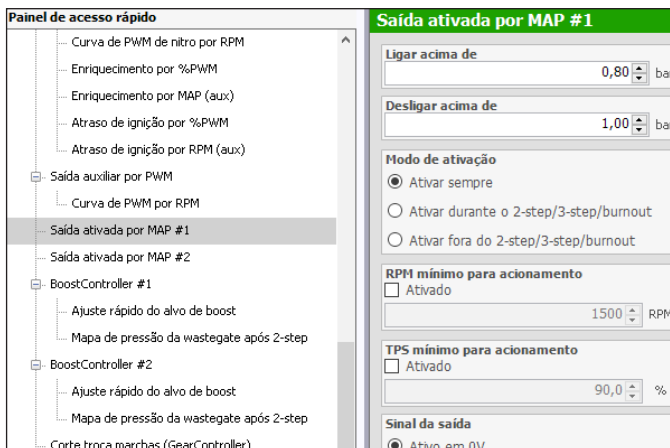 Painel de acesso rápido
Curva de PWM de nitro por RPM
Enriquecimento por %PWM
Enriquecimento por MAP (aux)
Atraso de ignição por %PWM
Atraso de ignição por RPM (aux)
Saída auxiliar por PWM
Curva de PWM por RPM
Saída ativada por MAP #1
Saída ativada por MAP #2
BoostController #1
Ajuste rápido do alvo de boost
Mapa de pressão da wastegate após 2-step
BoostController #2
Ajuste rápido do alvo de boost
Mapa de pressão da wastegate após 2-step
Corte troca marchas (GearController)
Saída ativada por MAP #1
Ligar acima de
0,80 ba
Desligar acima de
1,00 ba
Modo de ativação
Ativar sempre
Ativar durante o 2-step/3-step/burnout
Ativar fora do 2-step/3-step/burnout
RPM mínimo para acionamento
Ativado
1500 RPM
TPS mínimo para acionamento
Ativado
90,0 %
Sinal da saída
Ativo em 0V